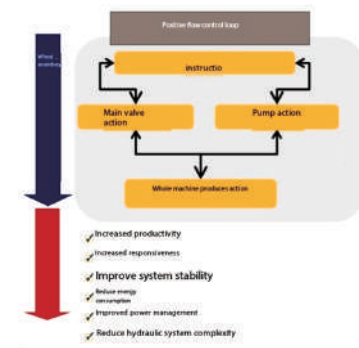 Positive flow control loop
instructio
Main valve
action
Pump action
Whole machine produces action
Increased productivity
Increased responsiveness
Improve system stability
Reduce energy
consumption
Improved power management
Reduce hydraulic system complexity